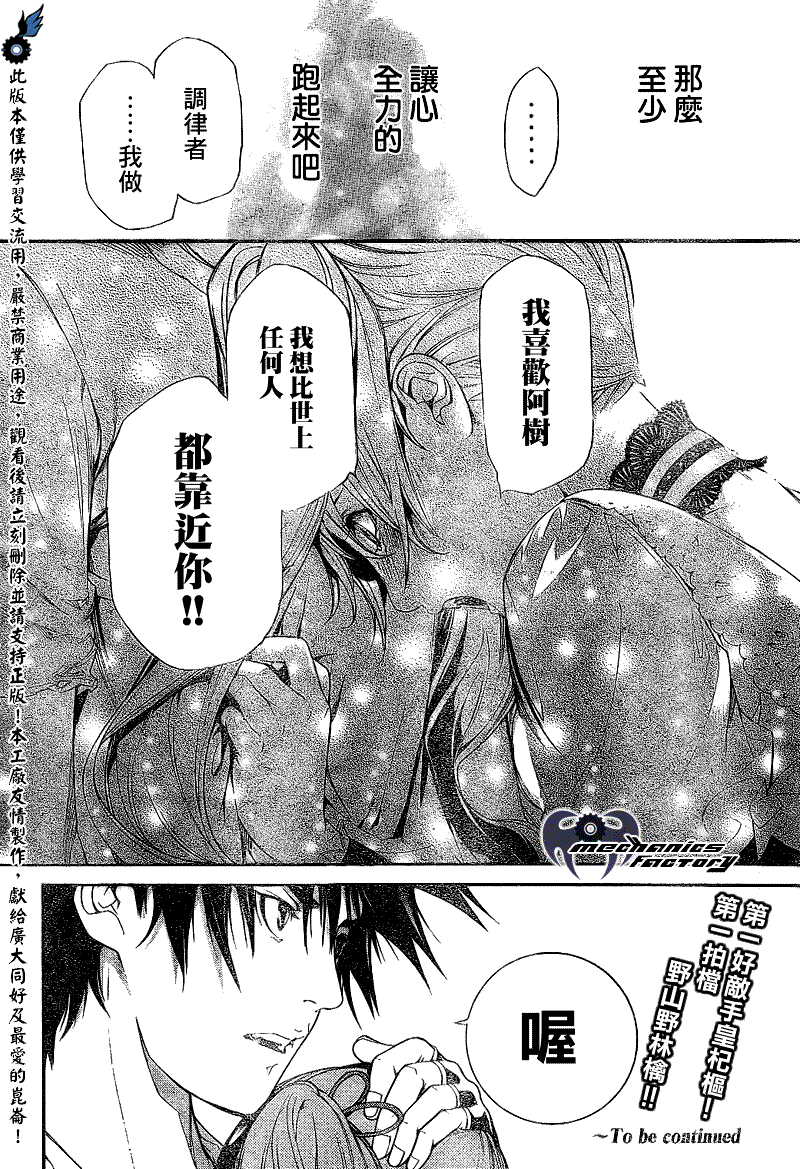 那麼
至少
……
讓心
全力的
跑起來吧
調律者
……我做
我喜歡阿樹
我想比世上
任何人
都靠近你!!
喔
第一好敵手皇杞樞！
第一拍檔
野山野林檎!!
~To be continued
mechanics
factory
此版本僅供學習交流用，嚴禁商業用途，觀看後請立刻刪除並請支持正版！本工廠友情製作，獻給廣大同好及最愛的崑崙！